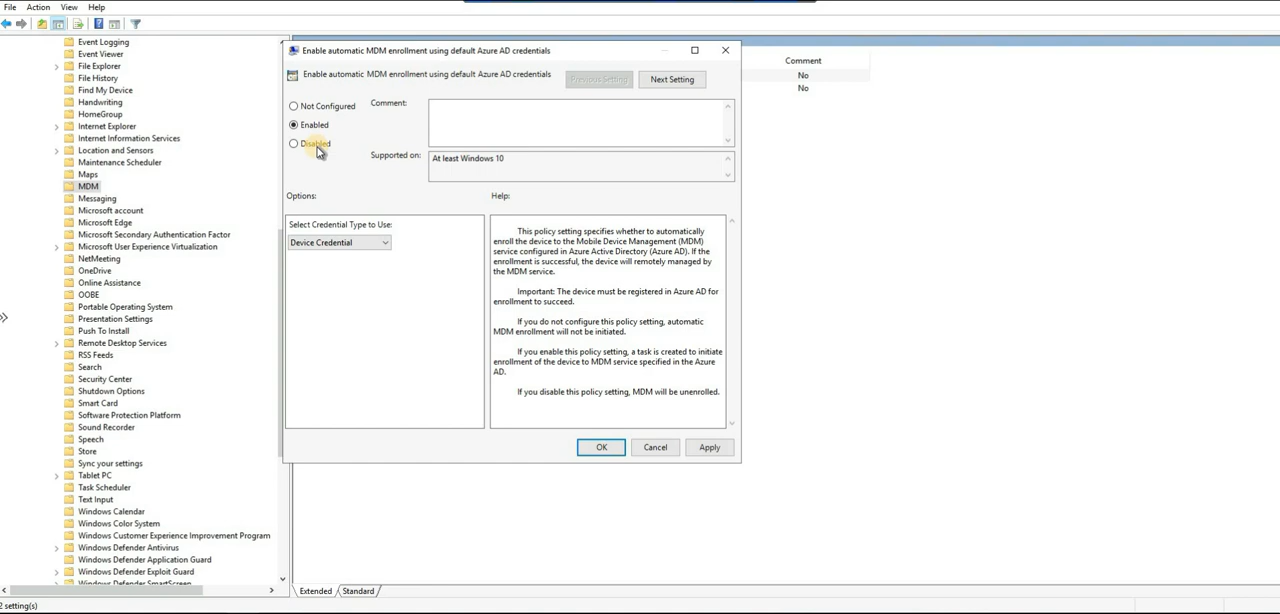 File Action View Help
Event Logging
Event Viewer
File Explorer
File History
Find My Device
Handwriting
HomeGroup
Internet Explorer
Internet Information Services
Location and Sensors
Maintenance Scheduler
Maps
MDM
Messaging
Microsoft account
Microsoft Edge
Microsoft Secondary Authentication Factor
Microsoft User Experience Virtualization
NetMeeting
OneDrive
Online Assistance
OOBE
Portable Operating System
Presentation Settings
Push To Install
Remote Desktop Services
RSS Feeds
Search
Security Center
Shutdown Options
Smart Card
Software Protection Platform
Sound Recorder
Speech
Store
Sync your settings
Tablet PC
Task Scheduler
Text Input
Windows Calendar
Windows Color System
Windows Customer Experience Improvement Program
Windows Defender Antivirus
Windows Defender Application Guard
Windows Defender Exploit Guard
Windows Defender SmartScreen
2 setting(s)
Enable automatic MDM enrollment using default Azure AD credentials
Enable automatic MDM enrollment using default Azure AD credentials
Previous Setting Next Setting
Not Configured
Enabled
Disabled
Comment:
Supported on:
At least Windows 10
Options:
Help:
Select Credential Type to Use:
Device Credential
This policy setting specifies whether to automatically
enroll the device to the Mobile Device Management (MDM)
service configured in Azure Active Directory (Azure AD). If the
enrollment is successful, the device will remotely managed by
the MDM service.
Important: The device must be registered in Azure AD for
enrollment to succeed.
If you do not configure this policy setting, automatic
MDM enrollment will not be initiated.
If you enable this policy setting, a task is created to initiate
enrollment of the device to MDM service specified in the Azure
AD.
If you disable this policy setting, MDM will be unenrolled.
OK Cancel Apply
Comment
No
No
Extended Standard